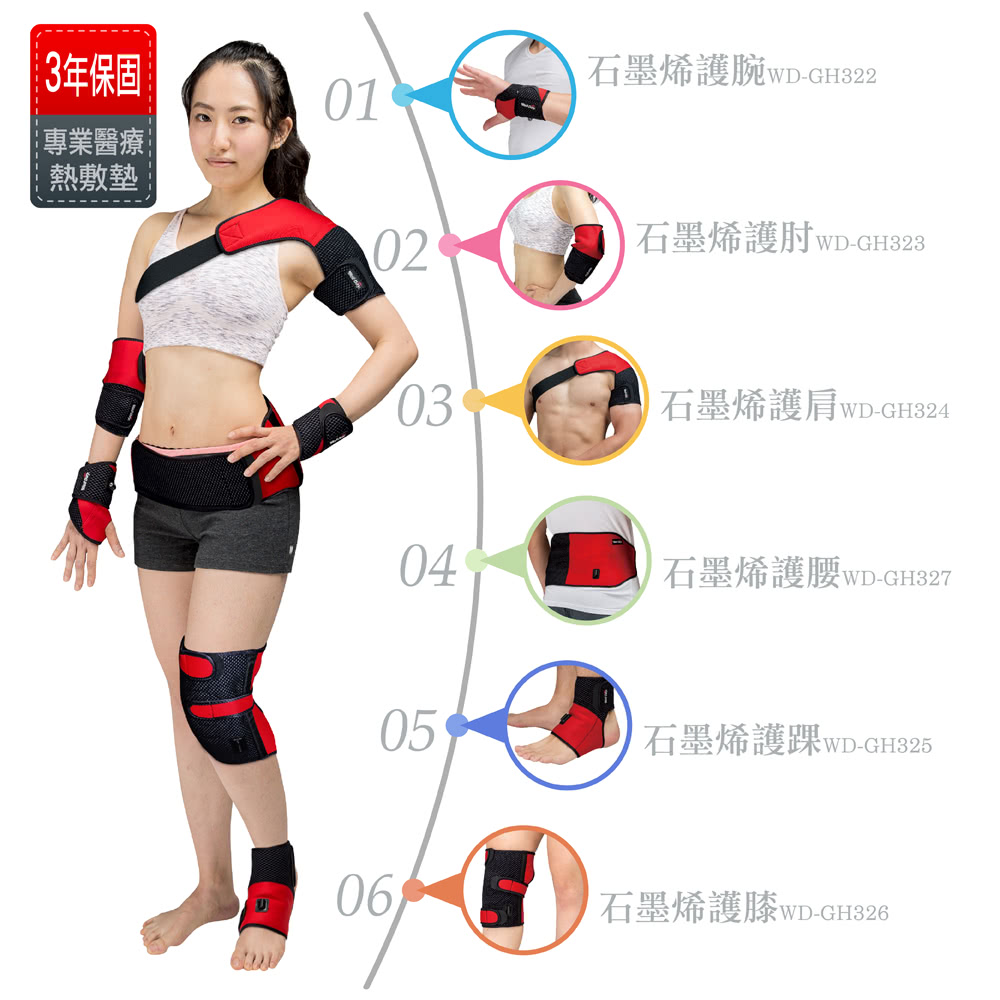 3年保固
專業醫療
熱敷墊
01
石墨烯護腕WD-GH322
02
石墨烯護肘WD-GH323
03
石墨烯護肩WD-GH324
04
石墨烯護腰WD-GH327
05
石墨烯護踝WD-GH325
06
石墨烯護膝WD-GH326